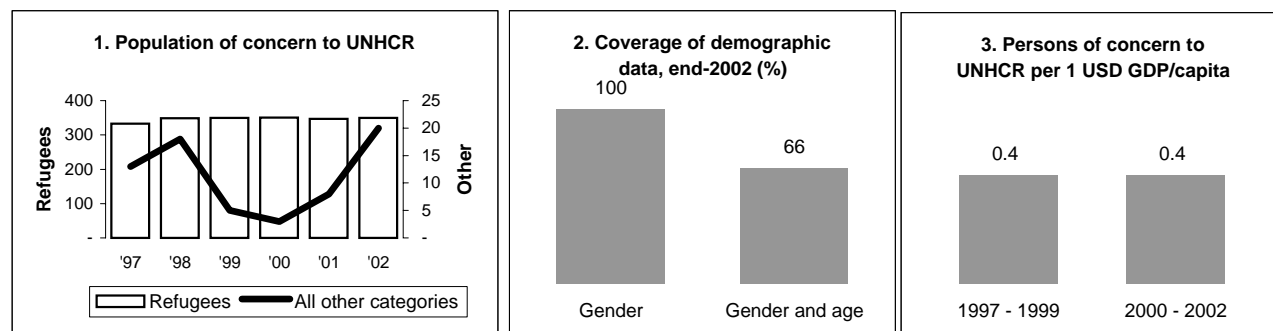 1. Population of concern to UNHCR
400
300
200
100
-
Refugees
25
20
15
10
5
-
Other
'97 '98 '99 '00 '01 '02
Refugees All other categories
2. Coverage of demographic
data, end-2002 (%)
100
66
Gender Gender and age
3. Persons of concern to
UNHCR per 1 USD GDP/capita
0.4 0.4
1997 - 1999 2000 - 2002